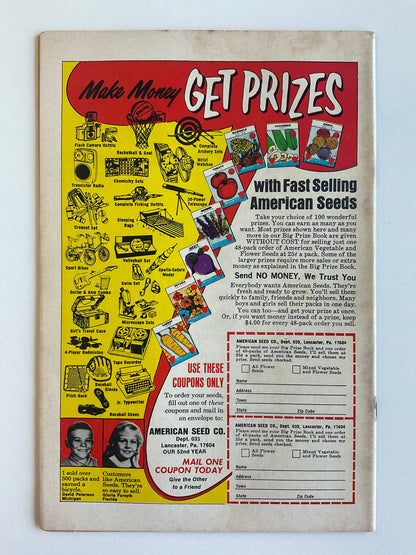 Make Money GET PRIZES
Flash Camera Outfits
Basketball & Goal
Complete Archery Sets
Wrist Watches
Transistor Radio
Chemistry Sets
Complete Fishing Outfits
30-Power Telescope
Croquet Set
Sleeping Bags
Sport Bikes
Volleyball Set
Apollo-Saturn Model
Guitar & Amp Combo
Swim Set
Girl's Travel Case
Microscope Sets
4-Player Badminton
Tape Recorder
Pitch Back
Baseball Gloves
Jr. Typewriter
Baseball Shoes
with Fast Selling
American Seeds
Take your choice of 100 wonderful
prizes. You can earn as many as you
want. Most prizes shown here and many
more in our Big Prize Book are given
WITHOUT COST for selling just one
48-pack order of American Vegetable and
Flower Seeds at 25¢ a pack. Some of the
larger prizes require more sales or extra
money as explained in the Big Prize Book.
Send NO MONEY, We Trust You
Everybody wants American Seeds. They're
fresh and ready to grow. You'll sell them
quickly to family, friends and neighbors. Many
boys and girls sell their packs in one day.
You can too—and get your prize at once.
Or, if you want money instead of a prize, keep
$4.00 for every 48-pack order you sell.
USE THESE
COUPONS ONLY
To order your seeds,
fill out one of these
coupons and mail in
an envelope to:
AMERICAN SEED CO.
Dept. 035
Lancaster, Pa. 17604
OUR 52ND YEAR
MAIL ONE
COUPON TODAY
Give the Other
to a Friend
AMERICAN SEED CO., Dept. 035, Lancaster, Pa. 17604
Please send me your Big Prize Book and one order
of 48-packs of American Seeds. I'll sell them at
25¢ a pack, send you the money and choose my
prize. Send seeds checked.
All Flower Seeds
Mixed Vegetable and Flower Seeds
Name
Address
Town
State Zip Code
AMERICAN SEED CO., Dept. 035, Lancaster, Pa. 17604
Please send me your Big Prize Book and one order
of 48-packs of American Seeds. I'll sell them at
25¢ a pack, send you the money and choose my
prize. Send seeds checked.
All Flower Seeds
Mixed Vegetable and Flower Seeds
Name
Address
Town
State Zip Code
I sold over
500 packs and
earned a
bicycle.
David Peterson
Michigan
Customers
like American
Seeds. They're
so easy to sell.
Gloria Forsyth
Florida